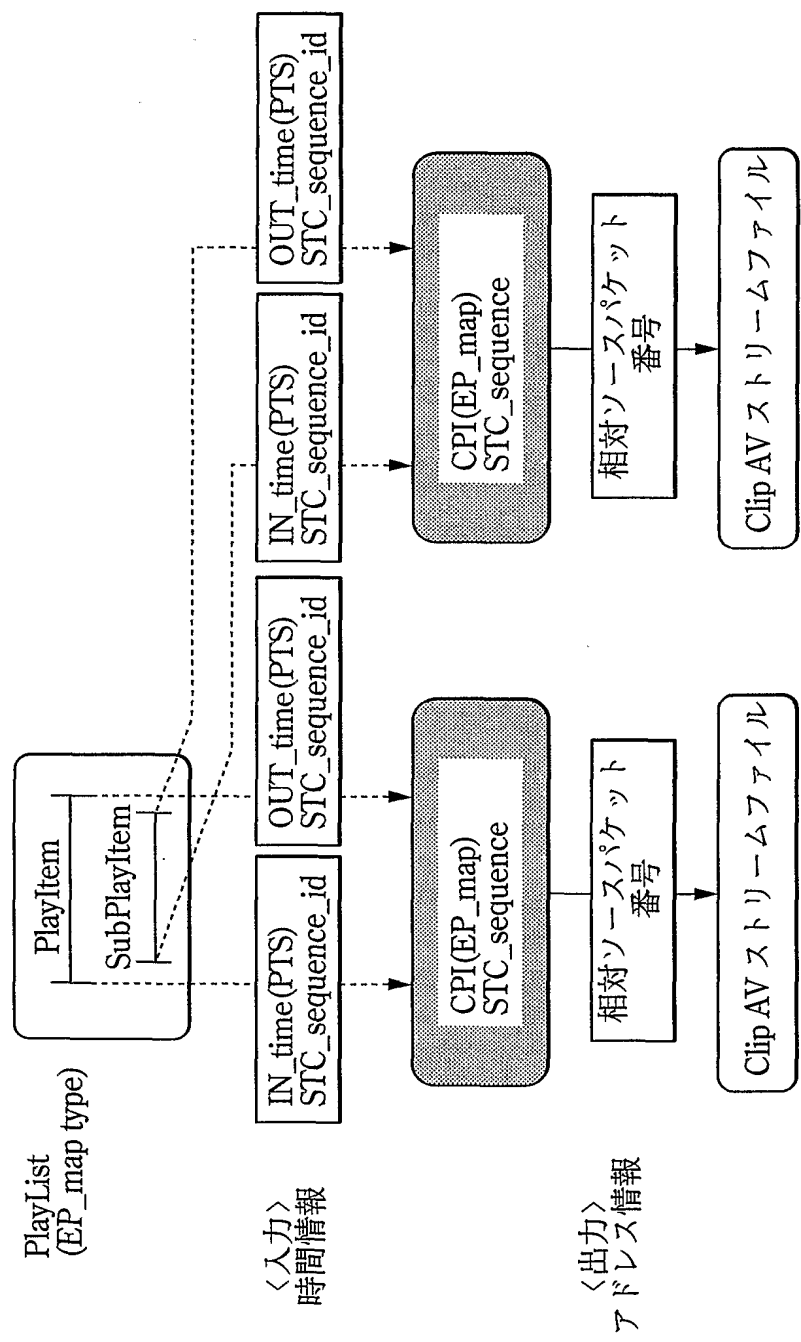 PlayList
(EP_map type)
PlayItem
SubPlayItem
〈入力〉
時間情報
IN_time(PTS)
STC_sequence_id
OUT_time(PTS)
STC_sequence_id
IN_time(PTS)
STC_sequence_id
OUT_time(PTS)
STC_sequence_id
CPI(EP_map)
STC_sequence
CPI(EP_map)
STC_sequence
〈出力〉
アドレス情報
相対ソースパケット
番号
相対ソースパケット
番号
Clip AV ストリームファイル
Clip AV ストリームファイル